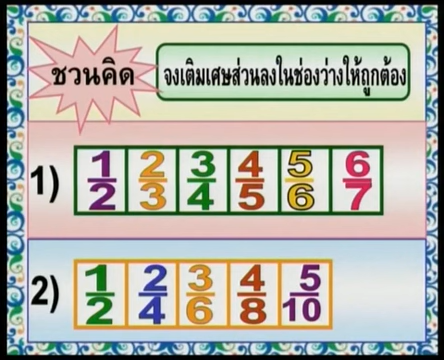 ชวนคิด
จงเติมเศษส่วนลงในช่องว่างให้ถูกต้อง
1) 1/2 2/3 3/4 4/5 5/6 6/7
2) 1/2 2/4 3/6 4/8 5/10